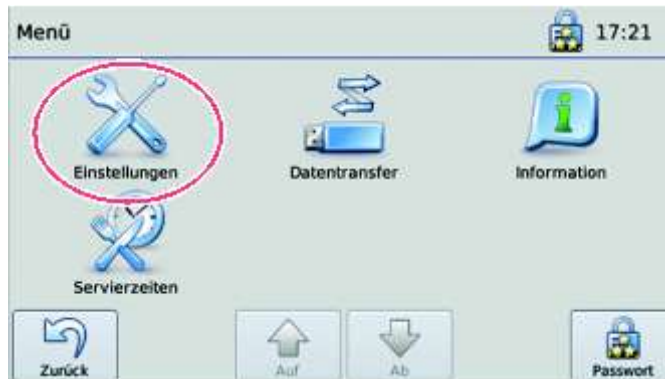 Menü 17:21
Einstellungen Datentransfer Information
Servierzeiten
Zurück Auf Ab Passwort